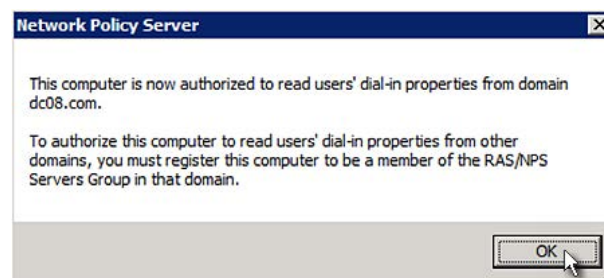 Network Policy Server
This computer is now authorized to read users' dial-in properties from domain
dc08.com.
To authorize this computer to read users' dial-in properties from other
domains, you must register this computer to be a member of the RAS/NPS
Servers Group in that domain.
OK